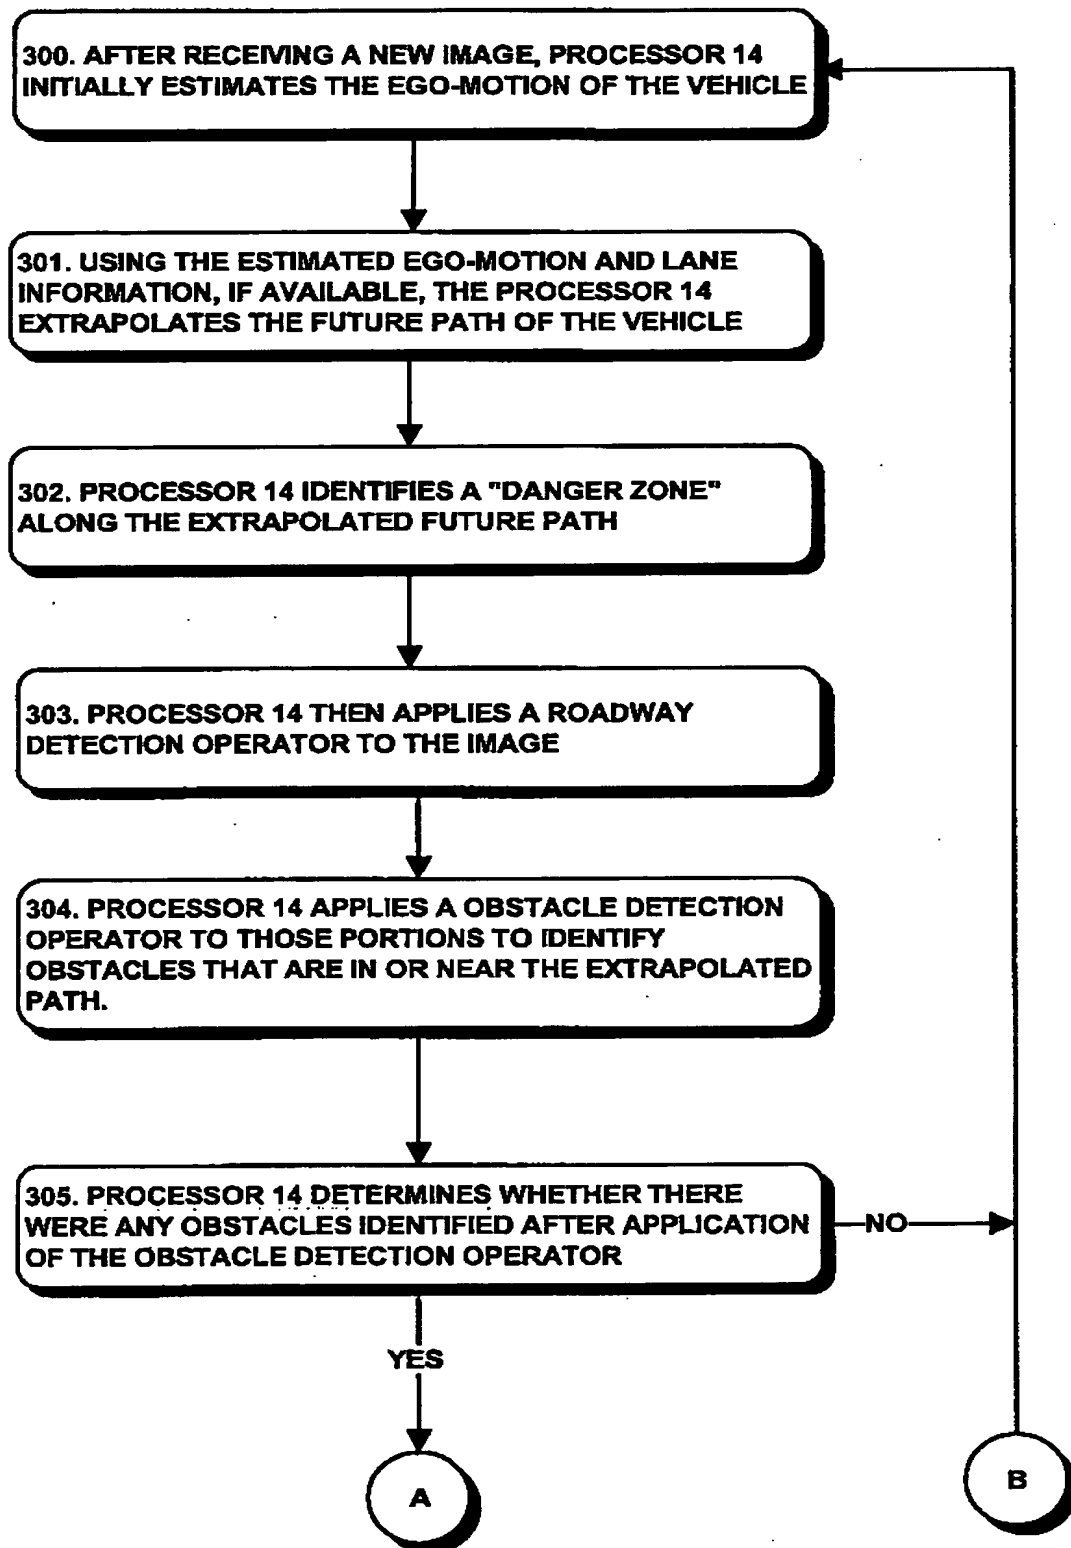 300. AFTER RECEIVING A NEW IMAGE, PROCESSOR 14
INITIALLY ESTIMATES THE EGO-MOTION OF THE VEHICLE
301. USING THE ESTIMATED EGO-MOTION AND LANE
INFORMATION, IF AVAILABLE, THE PROCESSOR 14
EXTRAPOLATES THE FUTURE PATH OF THE VEHICLE
302. PROCESSOR 14 IDENTIFIES A "DANGER ZONE"
ALONG THE EXTRAPOLATED FUTURE PATH
303. PROCESSOR 14 THEN APPLIES A ROADWAY
DETECTION OPERATOR TO THE IMAGE
304. PROCESSOR 14 APPLIES A OBSTACLE DETECTION
OPERATOR TO THOSE PORTIONS TO IDENTIFY
OBSTACLES THAT ARE IN OR NEAR THE EXTRAPOLATED
PATH.
305. PROCESSOR 14 DETERMINES WHETHER THERE
WERE ANY OBSTACLES IDENTIFIED AFTER APPLICATION
OF THE OBSTACLE DETECTION OPERATOR
NO
YES
A
B